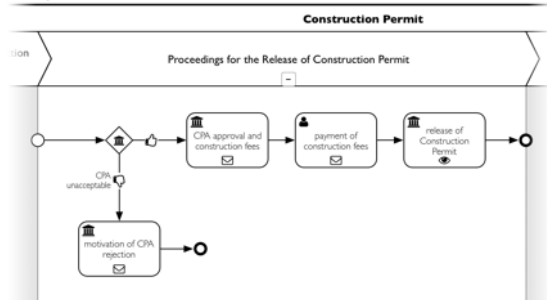 Construction Permit
tion
Proceedings for the Release of Construction Permit
CPA approval and
construction fees
payment of
construction fees
release of
Construction
Permit
CPA
unacceptable
motivation of CPA
rejection